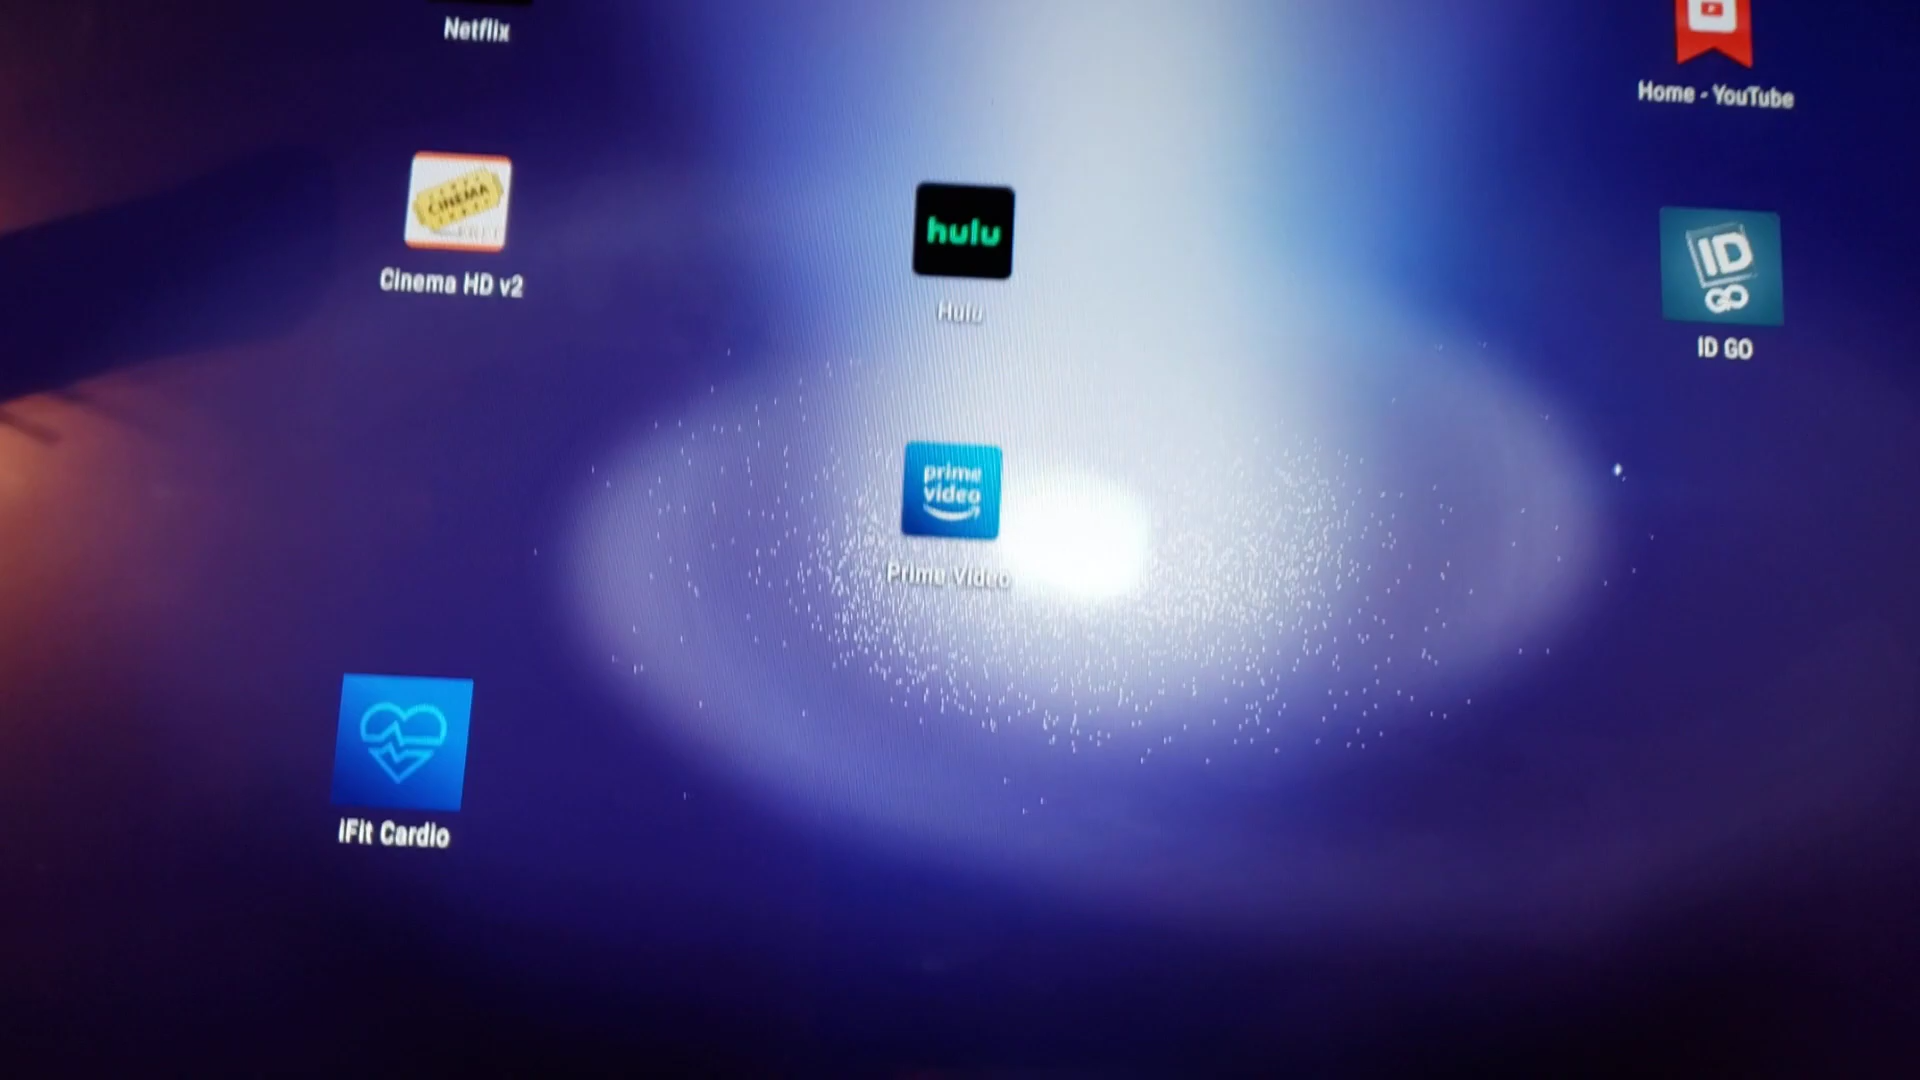 Netflix
Home - YouTube
CINEMA
Cinema HD v2
hulu
Hulu
ID
GO
ID GO
prime
video
Prime Video
iFit Cardio